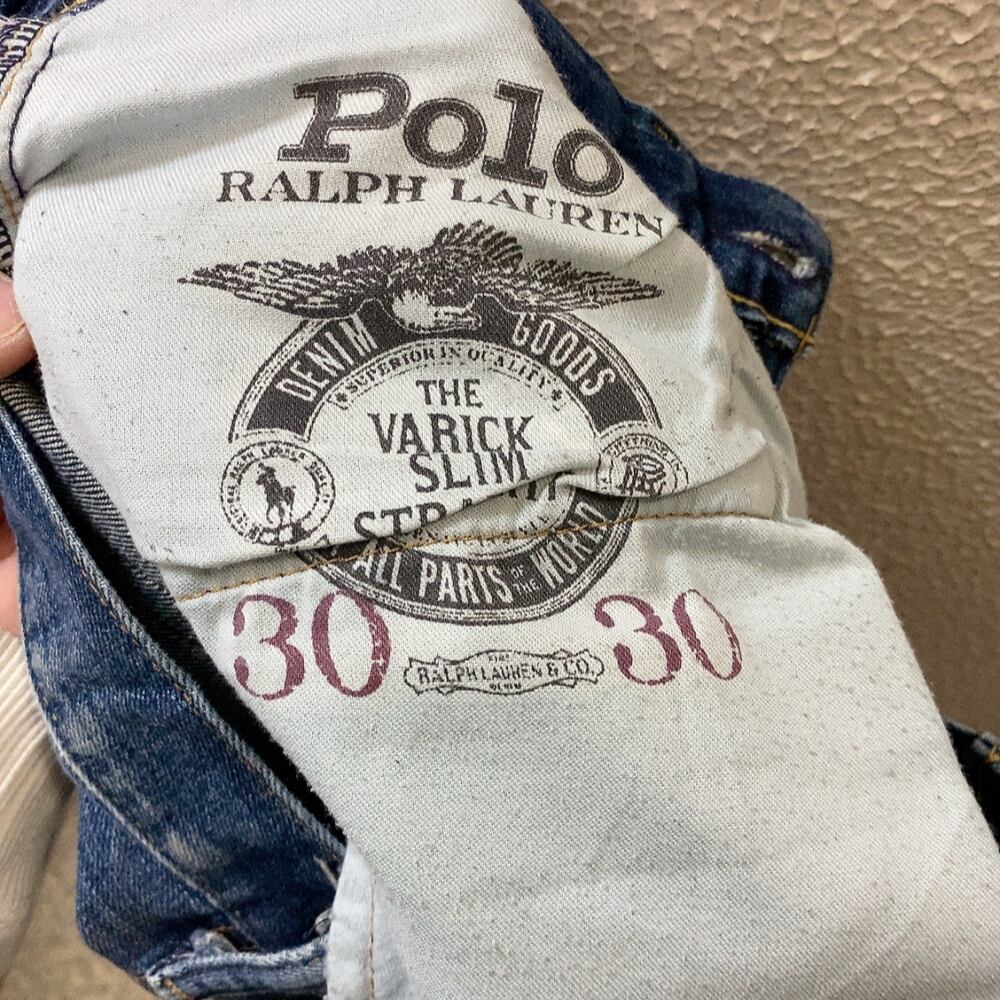 Polo
RALPH LAUREN
DENIM GOODS
SUPERIOR IN QUALITY
THE
VARICK
SLIM
ALL PARTS OF THE WORLD
30 30
RALPH LAUREN & CO.
DENIM